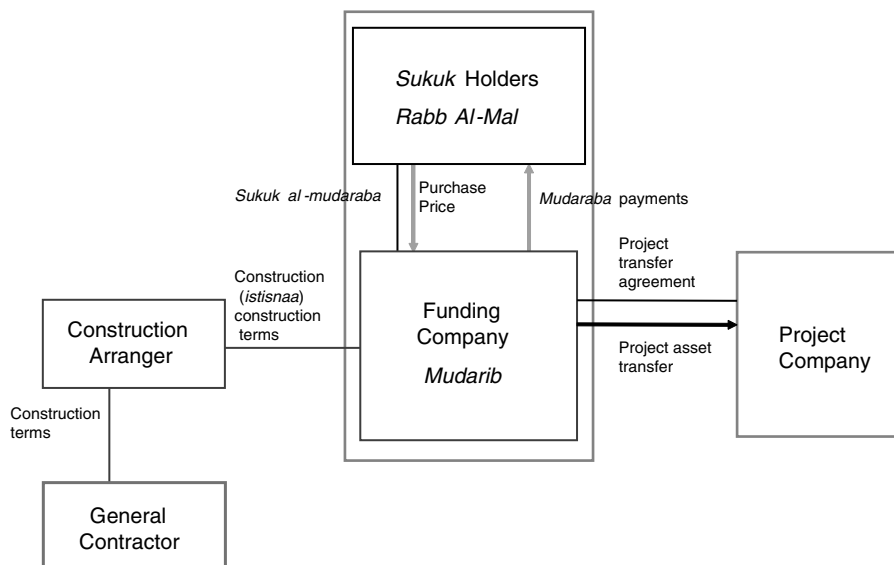 Sukuk Holders
Rabb Al-Mal
Sukuk al-mudaraba
Purchase
Price
Mudaraba payments
Project
transfer
agreement
Construction
(istisnaa)
construction
terms
Funding
Company
Mudarib
Construction
Arranger
Project
Company
Project asset
transfer
Construction
terms
General
Contractor